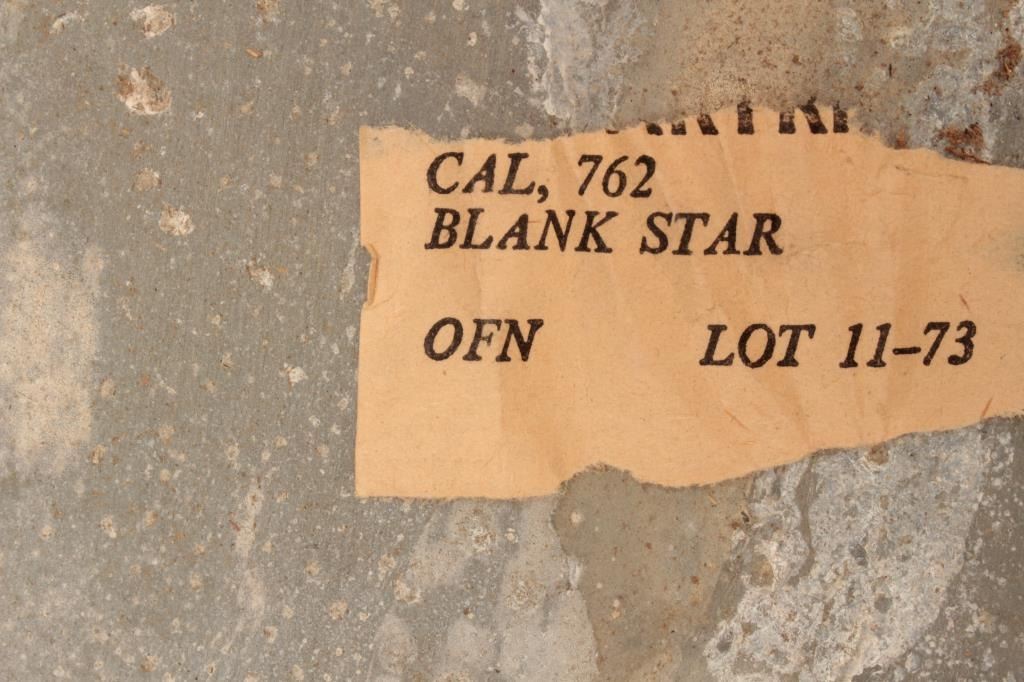 CAL, 762
BLANK STAR
OFN LOT 11-73